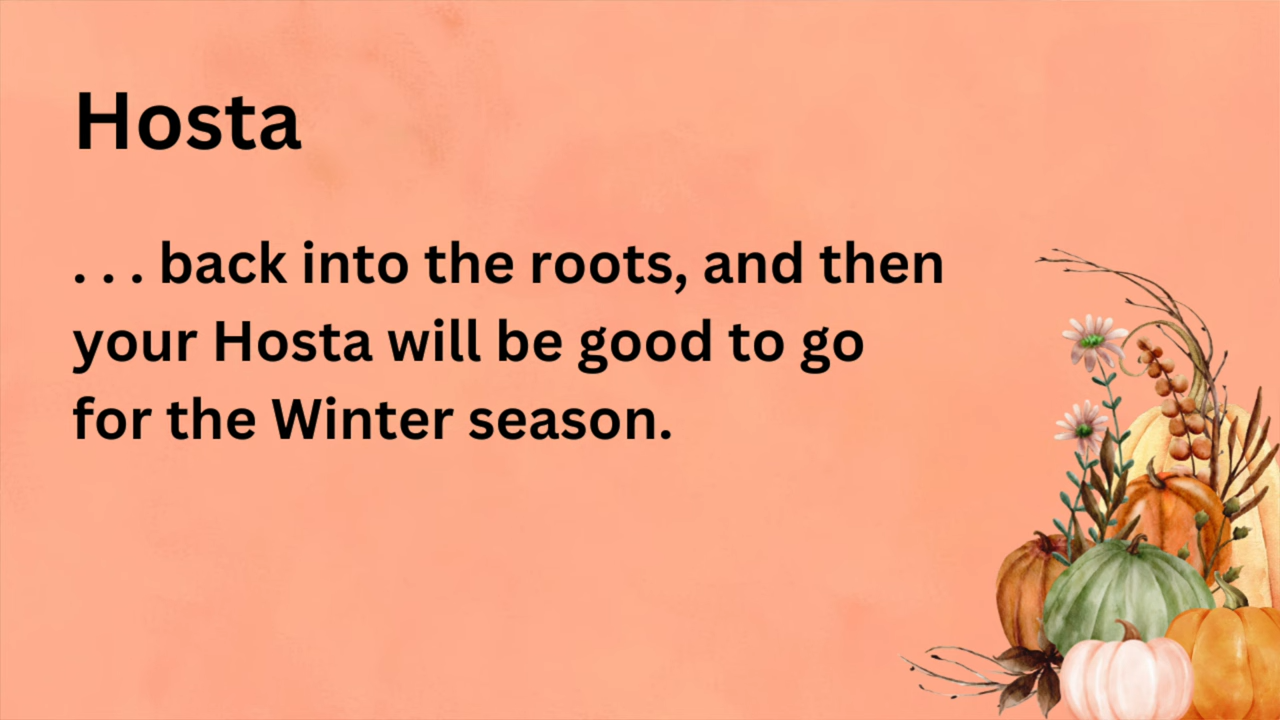 Hosta
. . . back into the roots, and then
your Hosta will be good to go
for the Winter season.